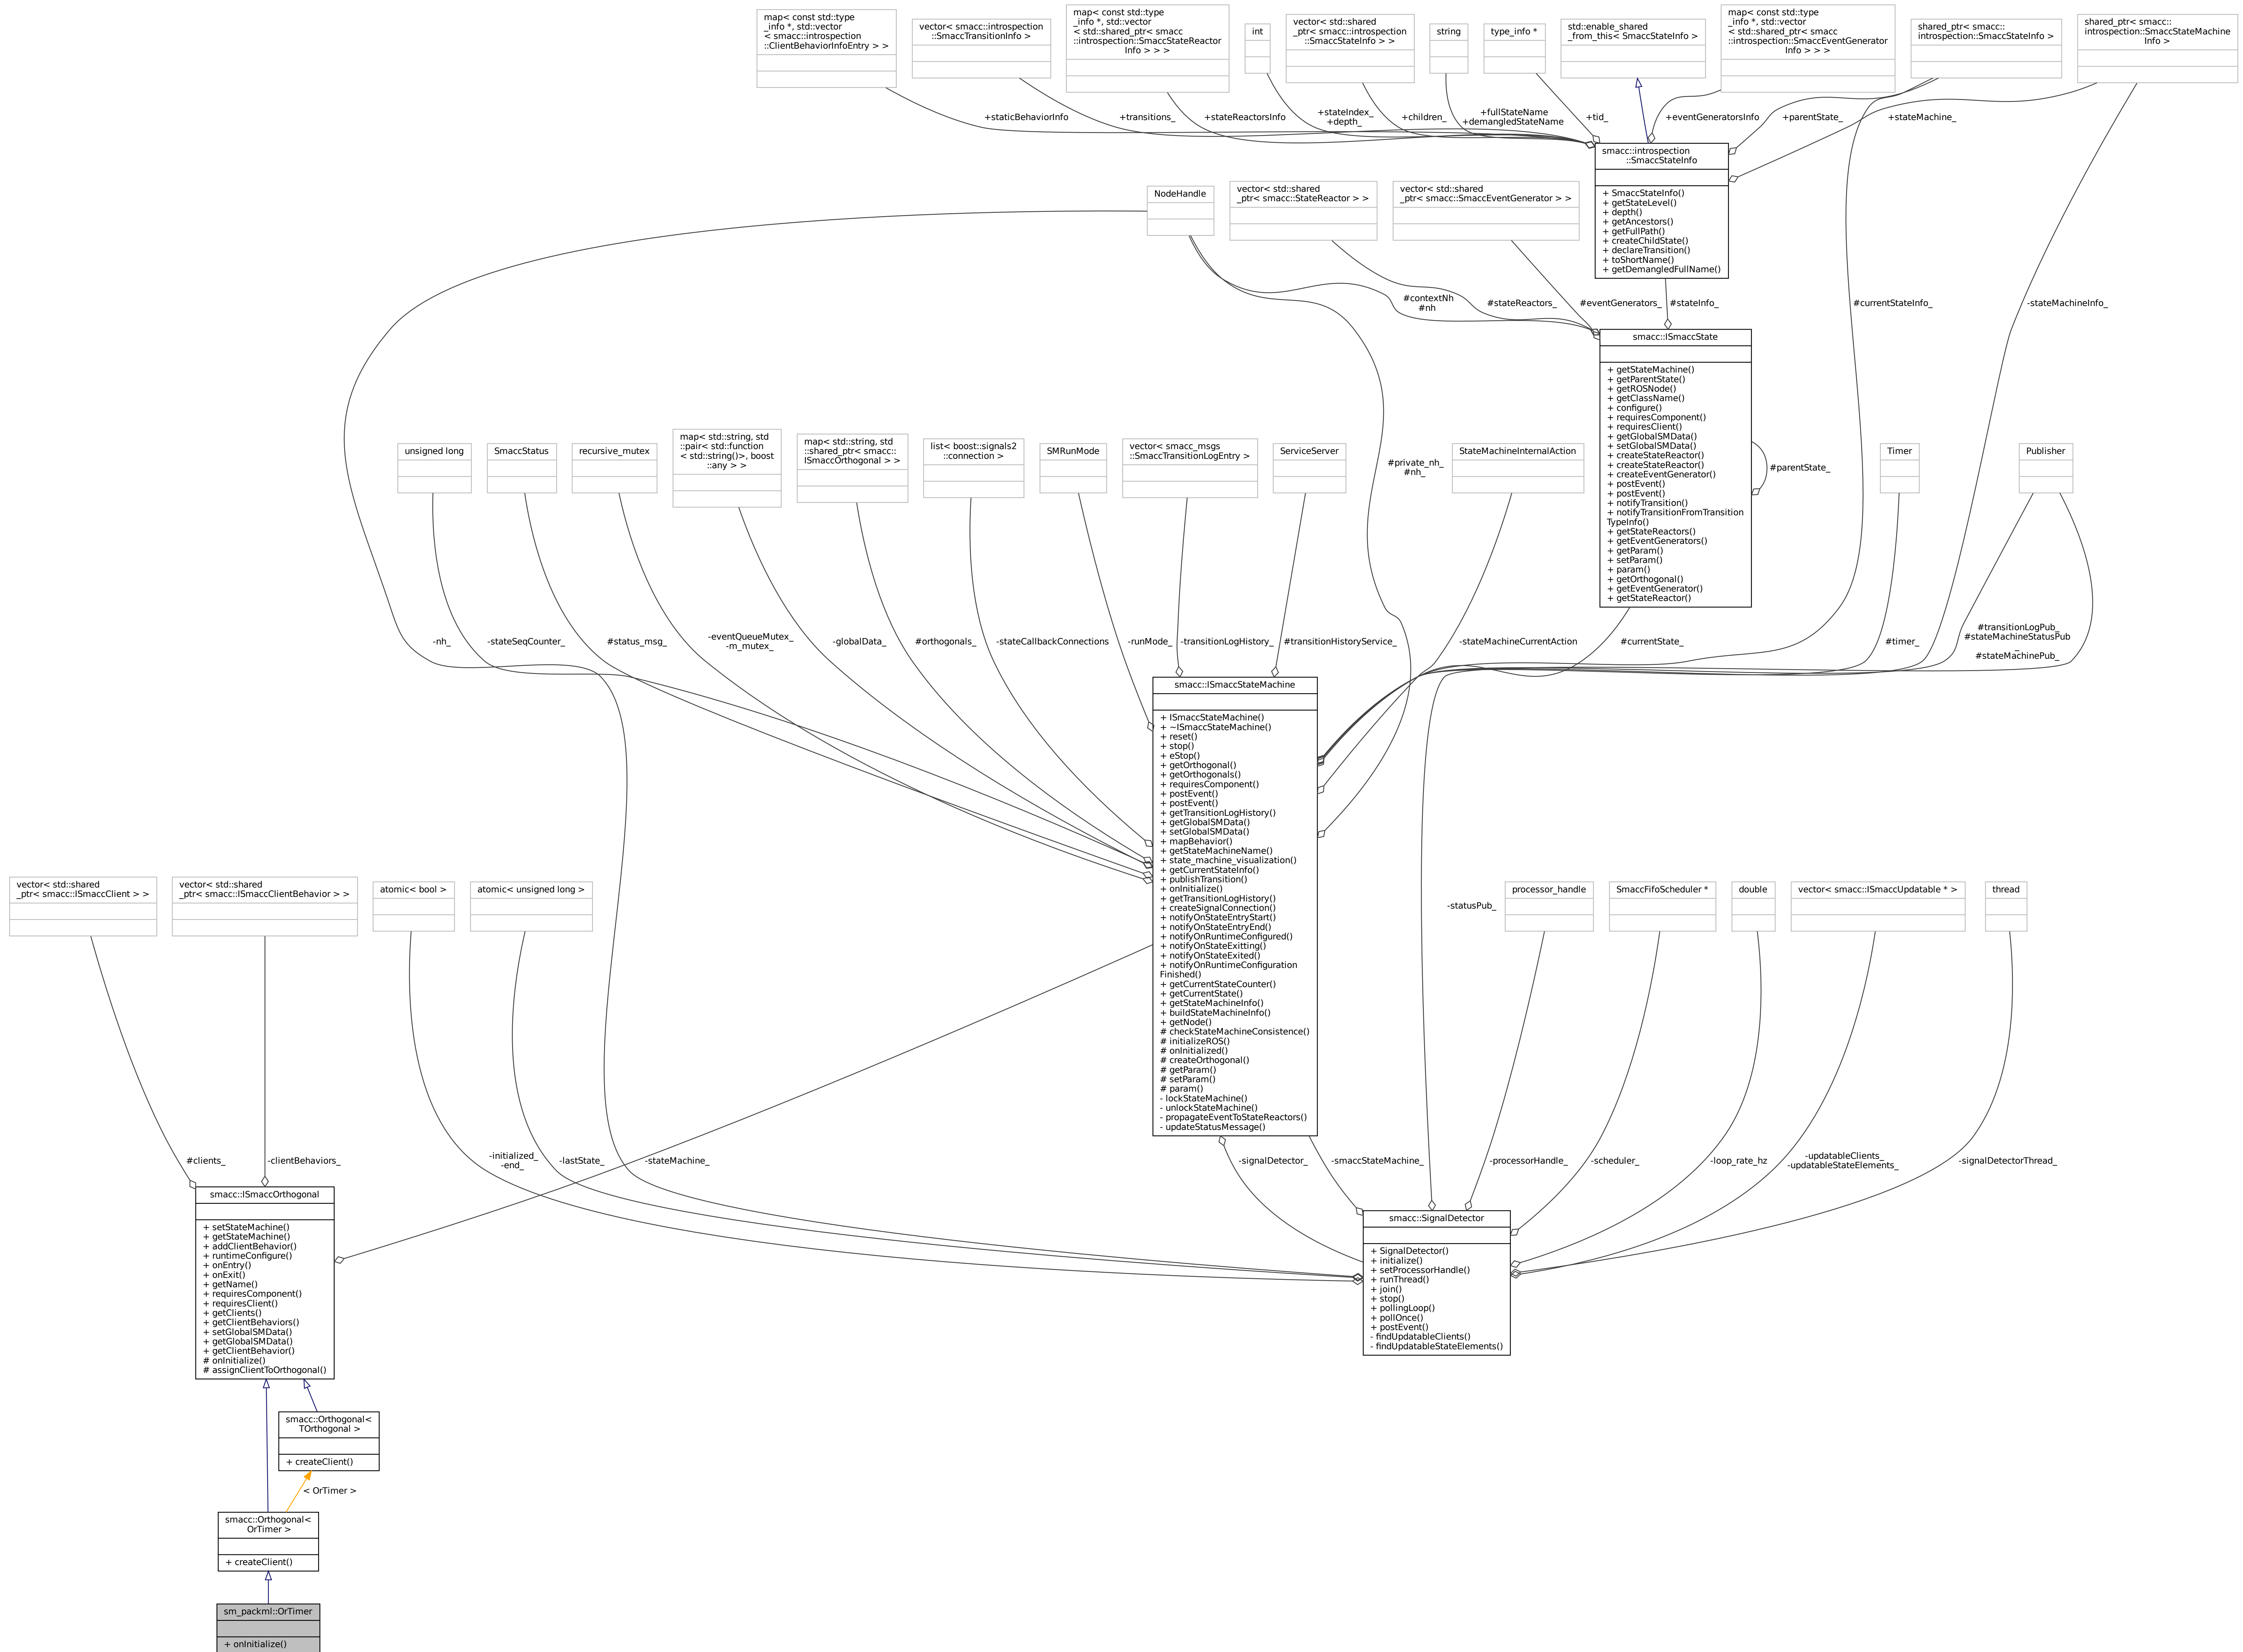 map< const std::type
_info *, std::vector
< smacc::introspection
::ClientBehaviorInfoEntry > >
vector< smacc::introspection
::SmaccTransitionInfo >
map< const std::type
_info *, std::vector
< std::shared_ptr< smacc
::introspection::SmaccStateReactor
Info > > >
int
vector< std::shared
_ptr< smacc::introspection
::SmaccStateInfo > >
string
type_info *
std::enable_shared
_from_this< SmaccStateInfo >
map< const std::type
_info *, std::vector
< std::shared_ptr< smacc
::introspection::SmaccEventGenerator
Info > > >
shared_ptr< smacc::
introspection::SmaccStateInfo >
shared_ptr< smacc::
introspection::SmaccStateMachine
Info >
+staticBehaviorInfo
+transitions_
+stateReactorsInfo
+stateIndex_
+depth_
+children_
+fullStateName
+demangledStateName
+tid_
+eventGeneratorsInfo
+parentState_
+stateMachine_
smacc::introspection
::SmaccStateInfo
+ SmaccStateInfo()
+ getStateLevel()
+ depth()
+ getAncestors()
+ getFullPath()
+ createChildState()
+ declareTransition()
+ toShortName()
+ getDemangledFullName()
NodeHandle
vector< std::shared
_ptr< smacc::StateReactor > >
vector< std::shared
_ptr< smacc::SmaccEventGenerator > >
#contextNh
#nh
#stateReactors_
#eventGenerators_
#stateInfo_
#currentStateInfo_
-stateMachineInfo_
smacc::ISmaccState
+ getStateMachine()
+ getParentState()
+ getROSNode()
+ getClassName()
+ configure()
+ requiresComponent()
+ requiresClient()
+ getGlobalSMData()
+ setGlobalSMData()
+ createStateReactor()
+ createStateReactor()
+ createEventGenerator()
+ postEvent()
+ postEvent()
+ notifyTransition()
+ notifyTransitionFromTransition
TypeInfo()
+ getStateReactors()
+ getEventGenerators()
+ getParam()
+ setParam()
+ param()
+ getOrthogonal()
+ getEventGenerator()
+ getStateReactor()
#parentState_
unsigned long
SmaccStatus
recursive_mutex
map< std::string, std
::pair< std::function
< std::string()>, boost
::any > >
map< std::string, std
::shared_ptr< smacc::
ISmaccOrthogonal > >
list< boost::signals2
::connection >
SMRunMode
vector< smacc_msgs
::SmaccTransitionLogEntry >
ServiceServer
#private_nh_
#nh_
StateMachineInternalAction
Timer
Publisher
-nh_
-stateSeqCounter_
#status_msg_
-eventQueueMutex_
-m_mutex_
-globalData_
#orthogonals_
-stateCallbackConnections
-runMode_
-transitionLogHistory_
#transitionHistoryService_
-stateMachineCurrentAction
#currentState_
#timer_
#transitionLogPub_
#stateMachineStatusPub
_
#stateMachinePub_
smacc::ISmaccStateMachine
+ ISmaccStateMachine()
+ ~ISmaccStateMachine()
+ reset()
+ stop()
+ eStop()
+ getOrthogonal()
+ getOrthogonals()
+ requiresComponent()
+ postEvent()
+ postEvent()
+ getTransitionLogHistory()
+ getGlobalSMData()
+ setGlobalSMData()
+ mapBehavior()
+ getStateMachineName()
+ state_machine_visualization()
+ getCurrentStateInfo()
+ publishTransition()
+ onInitialize()
+ getTransitionLogHistory()
+ createSignalConnection()
+ notifyOnStateEntryStart()
+ notifyOnStateEntryEnd()
+ notifyOnRuntimeConfigured()
+ notifyOnStateExitting()
+ notifyOnStateExited()
+ notifyOnRuntimeConfiguration
Finished()
+ getCurrentStateCounter()
+ getCurrentState()
+ getStateMachineInfo()
+ buildStateMachineInfo()
+ getNode()
# checkStateMachineConsistence()
# initializeROS()
# onInitialized()
# createOrthogonal()
# getParam()
# setParam()
# param()
- lockStateMachine()
- unlockStateMachine()
- propagateEventToStateReactors()
- updateStatusMessage()
vector< std::shared
_ptr< smacc::ISmaccClient > >
vector< std::shared
_ptr< smacc::ISmaccClientBehavior > >
atomic< bool >
atomic< unsigned long >
-statusPub_
processor_handle
SmaccFifoScheduler *
double
vector< smacc::ISmaccUpdatable * >
thread
#clients_
-clientBehaviors_
-initialized_
-end_
-lastState_
-stateMachine_
-signalDetector_
-smaccStateMachine_
-processorHandle_
-scheduler_
-loop_rate_hz
-updatableClients_
-updatableStateElements_
-signalDetectorThread_
smacc::ISmaccOrthogonal
+ setStateMachine()
+ getStateMachine()
+ addClientBehavior()
+ runtimeConfigure()
+ onEntry()
+ onExit()
+ getName()
+ requiresComponent()
+ requiresClient()
+ getClients()
+ getClientBehaviors()
+ setGlobalSMData()
+ getGlobalSMData()
+ getClientBehavior()
# onInitialize()
# assignClientToOrthogonal()
smacc::SignalDetector
+ SignalDetector()
+ initialize()
+ setProcessorHandle()
+ runThread()
+ join()
+ stop()
+ pollingLoop()
+ pollOnce()
+ postEvent()
- findUpdatableClients()
- findUpdatableStateElements()
smacc::Orthogonal<
TOrthogonal >
+ createClient()
< OrTimer >
smacc::Orthogonal<
OrTimer >
+ createClient()
sm_packml::OrTimer
+ onInitialize()